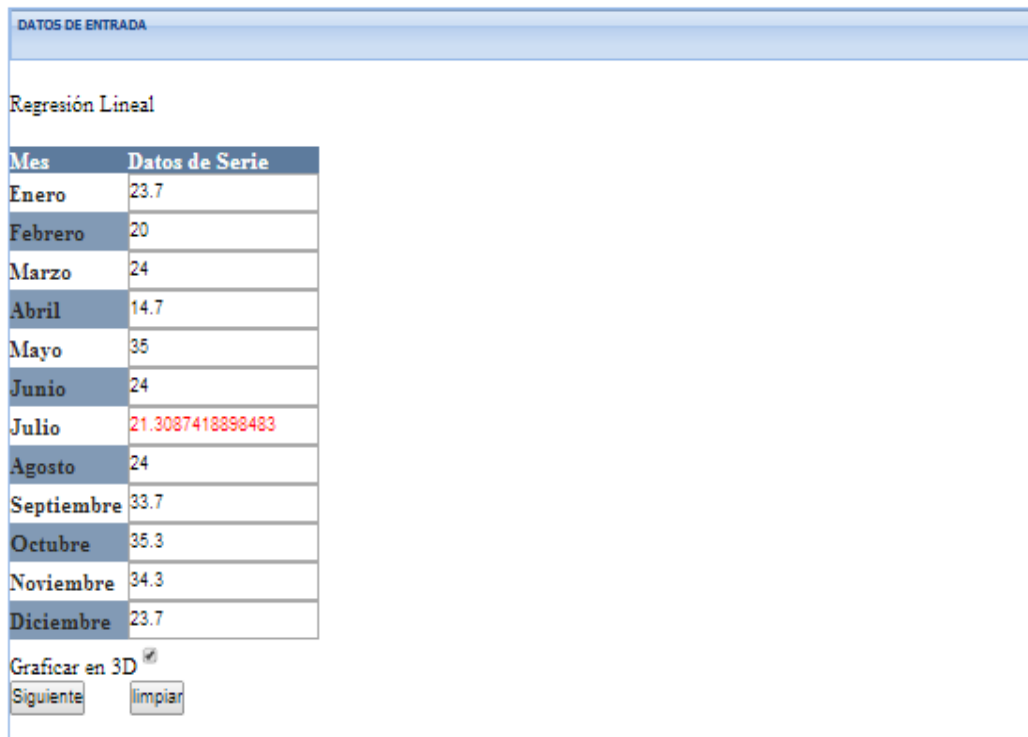 DATOS DE ENTRADA
Regresión Lineal
Mes Datos de Serie
Enero 23.7
Febrero 20
Marzo 24
Abril 14.7
Mayo 35
Junio 24
Julio 21.3087418898483
Agosto 24
Septiembre 33.7
Octubre 35.3
Noviembre 34.3
Diciembre 23.7
Graficar en 3D
Siguiente limpiar